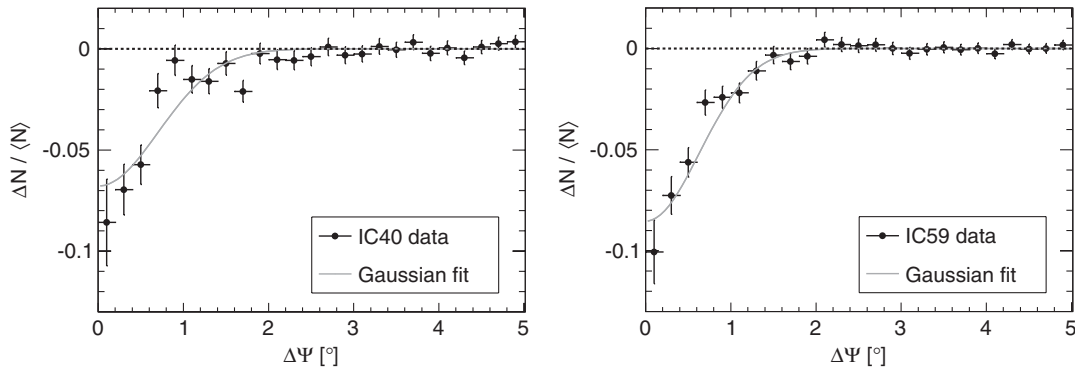 0
-0.05
-0.1
ΔN / ⟨N⟩
IC40 data
Gaussian fit
0 1 2 3 4 5
ΔΨ [°]
0
-0.05
-0.1
ΔN / ⟨N⟩
IC59 data
Gaussian fit
0 1 2 3 4 5
ΔΨ [°]